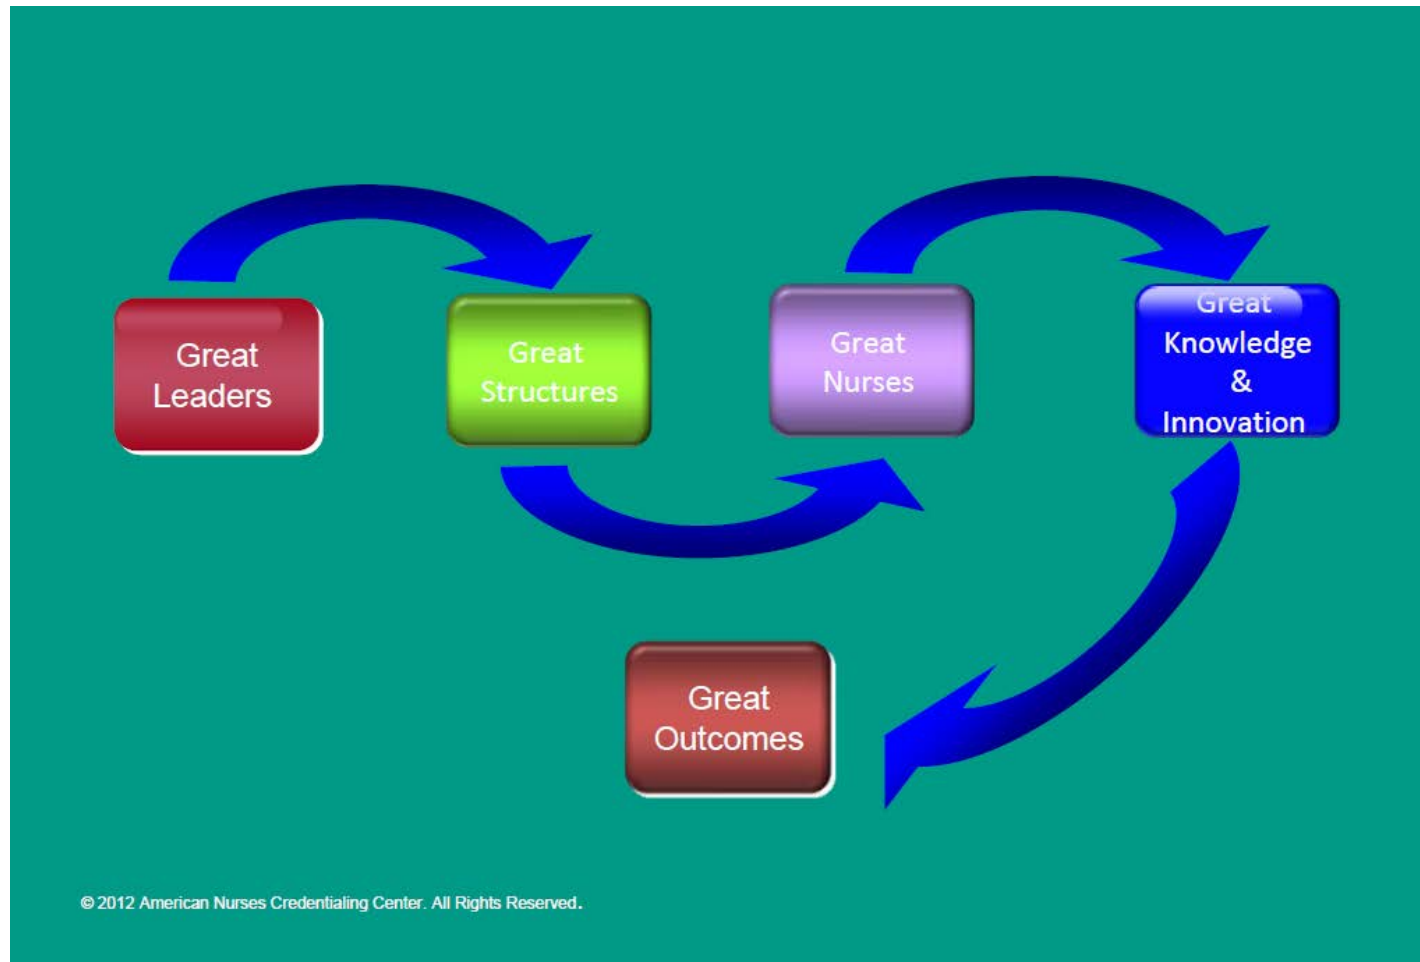 Great
Leaders
Great
Structures
Great
Nurses
Great
Knowledge
&
Innovation
Great
Outcomes
© 2012 American Nurses Credentialing Center. All Rights Reserved.